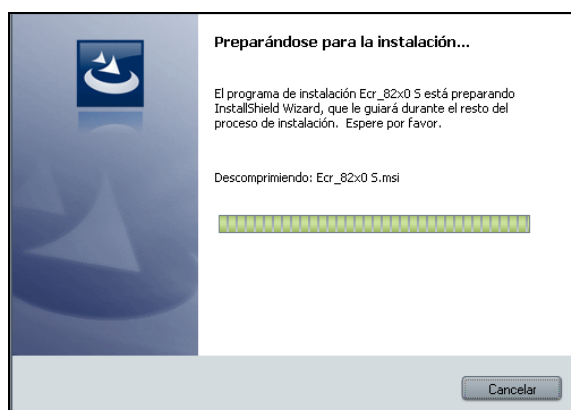 Preparándose para la instalación...
El programa de instalación Ecr_82x0 S está preparando
InstallShield Wizard, que le guiará durante el resto del
proceso de instalación. Espere por favor.
Descomprimiendo: Ecr_82x0 S.msi
Cancelar